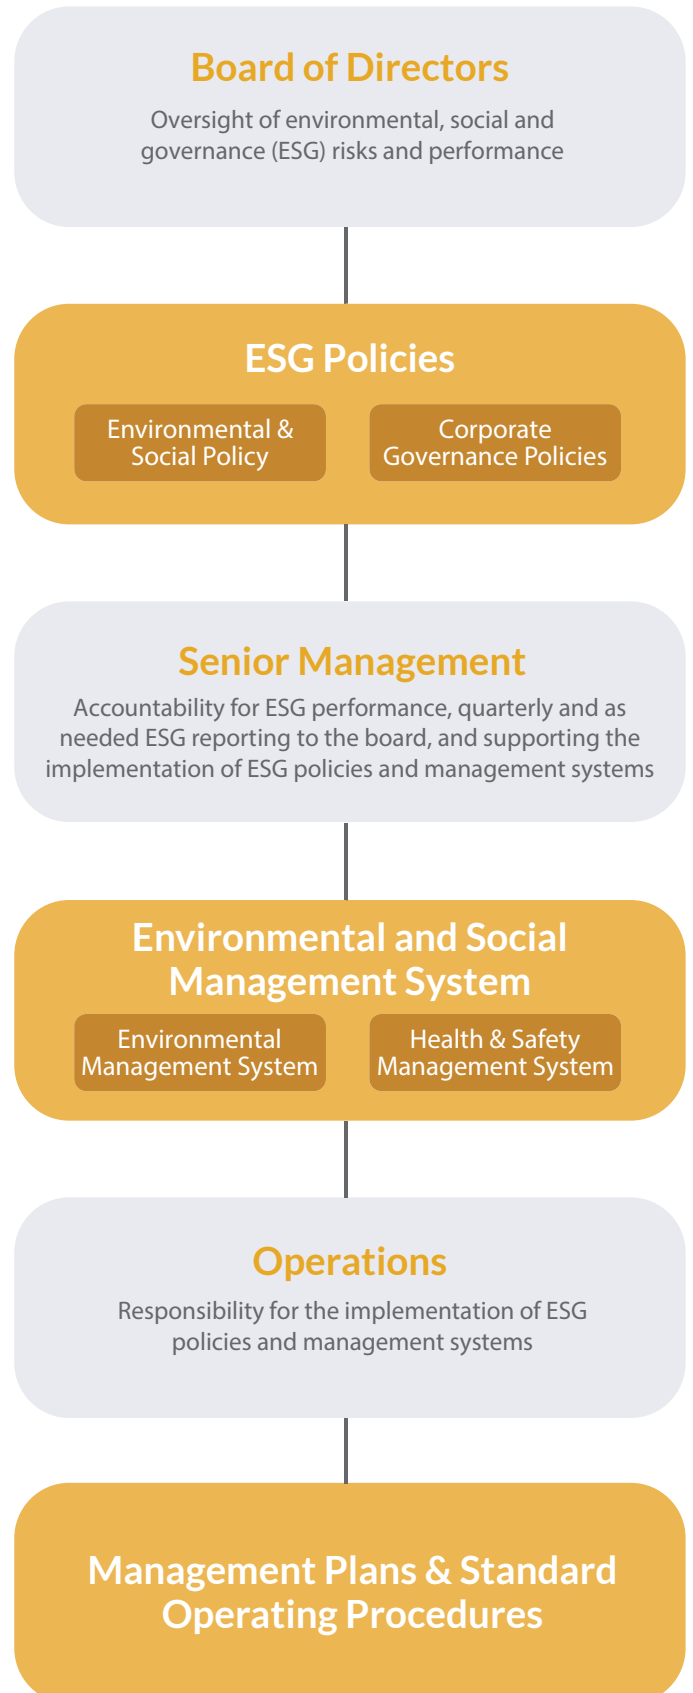 Board of Directors
Oversight of environmental, social and
governance (ESG) risks and performance
ESG Policies
Environmental &
Social Policy
Corporate
Governance Policies
Senior Management
Accountability for ESG performance, quarterly and as
needed ESG reporting to the board, and supporting the
implementation of ESG policies and management systems
Environmental and Social
Management System
Environmental
Management System
Health & Safety
Management System
Operations
Responsibility for the implementation of ESG
policies and management systems
Management Plans & Standard
Operating Procedures